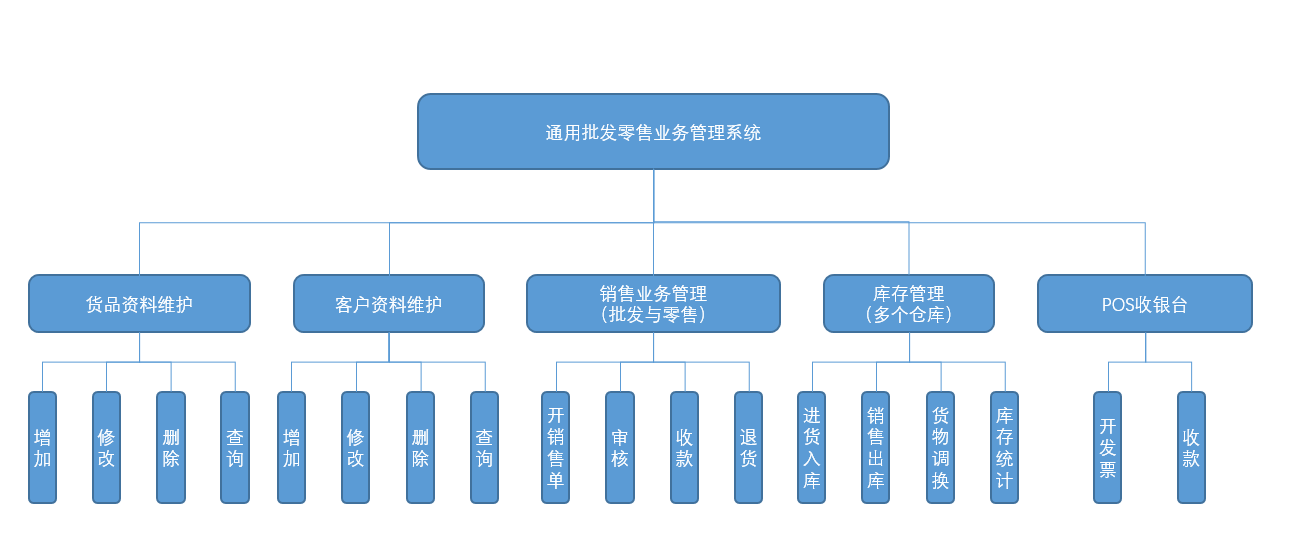 通用批发零售业务管理系统
货品资料维护
客户资料维护
销售业务管理
（批发与零售）
库存管理
（多个仓库）
POS收银台
增加
修改
删除
查询
增加
修改
删除
查询
开销售单
审核
收款
退货
进货入库
销售出库
货物调换
库存统计
开发票
收款